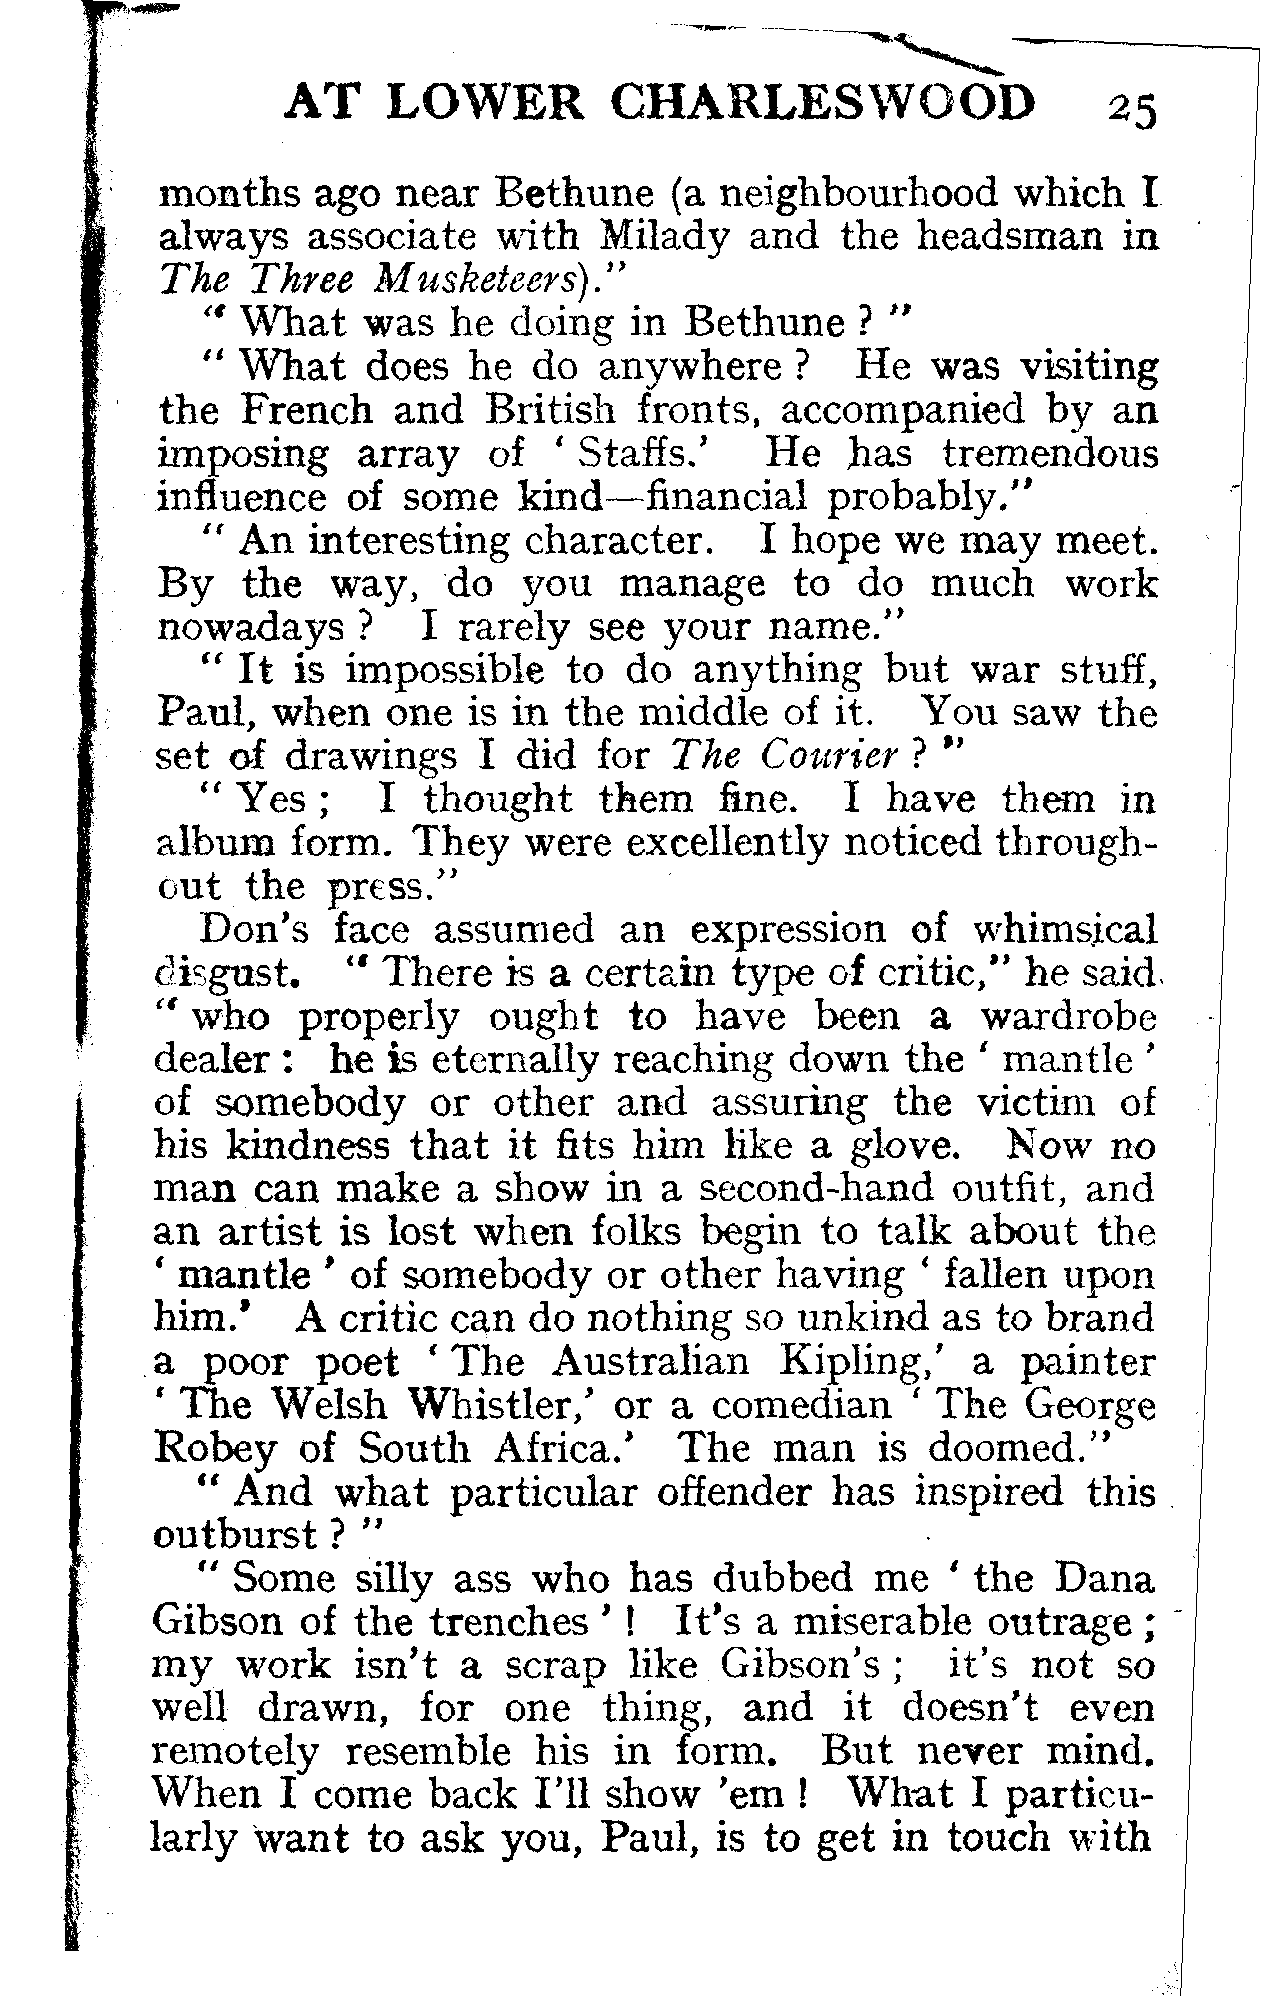 AT LOWER CHARLESWOOD 25
months ago near Bethune (a neighbourhood which I
always associate with Milady and the headsman in
The Three Musketeers)."
" What was he doing in Bethune ? "
" What does he do anywhere ? He was visiting
the French and British fronts, accompanied by an
imposing array of ' Staffs.' He has tremendous
influence of some kind—financial probably."
" An interesting character. I hope we may meet.
By the way, do you manage to do much work
nowadays ? I rarely see your name."
" It is impossible to do anything but war stuff,
Paul, when one is in the middle of it. You saw the
set of drawings I did for The Courier ? "
" Yes ; I thought them fine. I have them in
album form. They were excellently noticed through-
out the press."
Don's face assumed an expression of whimsical
disgust. " There is a certain type of critic," he said.
" who properly ought to have been a wardrobe
dealer : he is eternally reaching down the ' mantle '
of somebody or other and assuring the victim of
his kindness that it fits him like a glove. Now no
man can make a show in a second-hand outfit, and
an artist is lost when folks begin to talk about the
' mantle ' of somebody or other having ' fallen upon
him.' A critic can do nothing so unkind as to brand
a poor poet ' The Australian Kipling,' a painter
' The Welsh Whistler,' or a comedian ' The George
Robey of South Africa.' The man is doomed."
" And what particular offender has inspired this
outburst ? "
" Some silly ass who has dubbed me ' the Dana
Gibson of the trenches ' ! It's a miserable outrage ;
my work isn't a scrap like Gibson's ; it's not so
well drawn, for one thing, and it doesn't even
remotely resemble his in form. But never mind.
When I come back I'll show 'em ! What I particu-
larly want to ask you, Paul, is to get in touch with